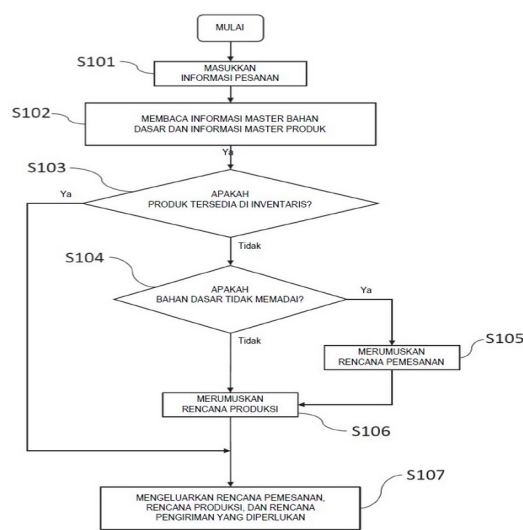 MULAI
S101
MASUKKAN
INFORMASI PESANAN
S102
MEMBACA INFORMASI MASTER BAHAN
DASAR DAN INFORMASI MASTER PRODUK
Ya
S103
Ya
APAKAH
PRODUK TERSEDIA DI INVENTARIS?
Tidak
S104
APAKAH
BAHAN DASAR TIDAK MEMADAI?
Ya
Tidak
S105
MERUMUSKAN
RENCANA PEMESANAN
MERUMUSKAN
RENCANA PRODUKSI
S106
S107
MENGELUARKAN RENCANA PEMESANAN,
RENCANA PRODUKSI, DAN RENCANA
PENGIRIMAN YANG DIPERLUKAN